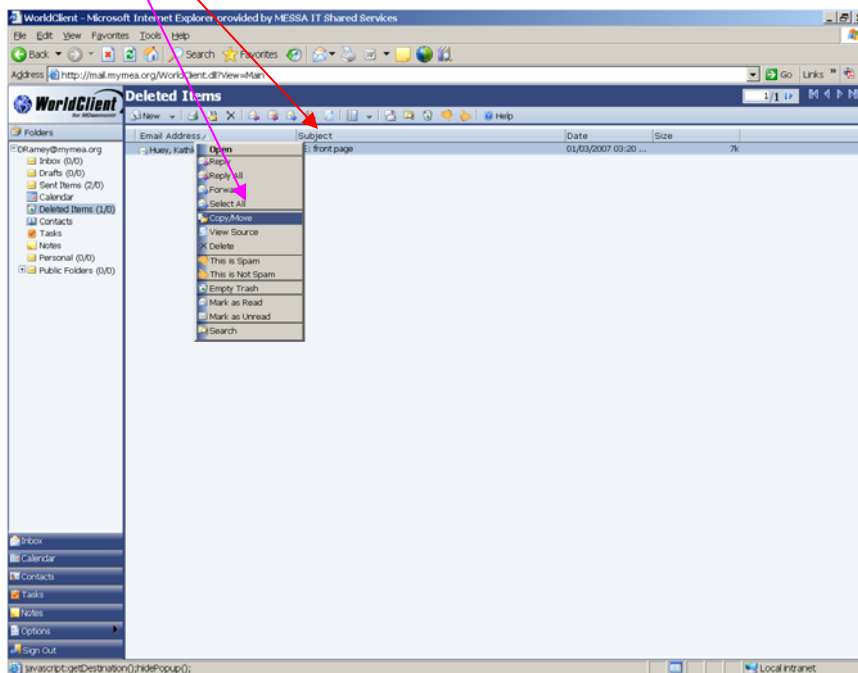 WorldClient - Microsoft Internet Explorer provided by MESSA IT Shared Services
File Edit View Favorites Tools Help
Back Search Favorites
Address http://mail.mymea.org/WorldClient.dll?View=Main Go Links »
WorldClient
for MDaemon
Deleted Items
1/1
New Help
Folders
Email Address Subject Date Size
DRamey@mymea.org
Huey, Kathl : front page 01/03/2007 03:20 ... 7k
Inbox (0/0)
Drafts (0/0)
Sent Items (2/0)
Calendar
Deleted Items (1/0)
Contacts
Tasks
Notes
Personal (0/0)
Public Folders (0/0)
Open
Reply
Reply All
Forward
Select All
Copy/Move
View Source
Delete
This is Spam
This is Not Spam
Empty Trash
Mark as Read
Mark as Unread
Search
Inbox
Calendar
Contacts
Tasks
Notes
Options
Sign Out
javascript:getDestination();hidePopup(); Local intranet